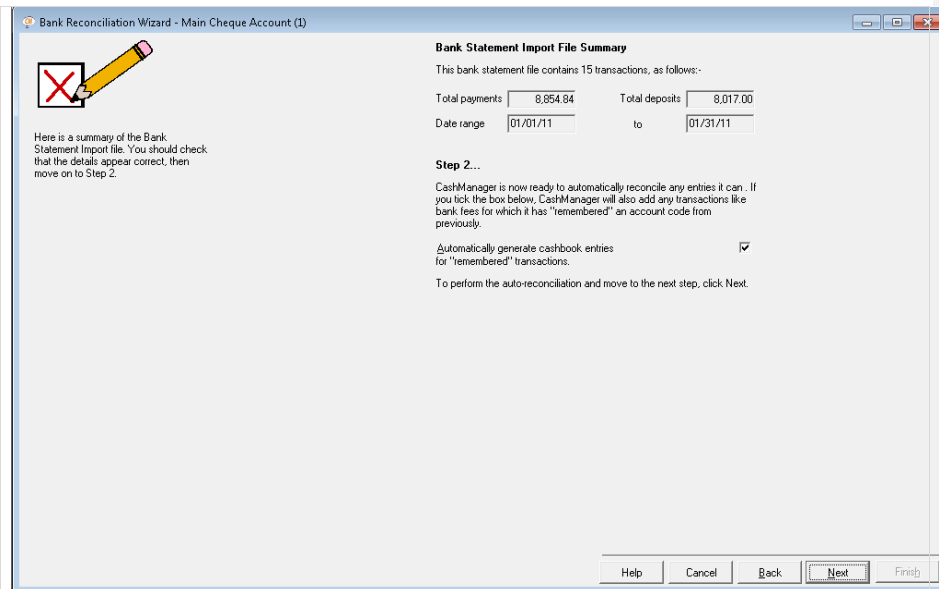 Bank Reconciliation Wizard - Main Cheque Account (1)
Here is a summary of the Bank
Statement Import file. You should check
that the details appear correct, then
move on to Step 2.
Bank Statement Import File Summary
This bank statement file contains 15 transactions, as follows:-
Total payments 8,854.84 Total deposits 8,017.00
Date range 01/01/11 to 01/31/11
Step 2...
CashManager is now ready to automatically reconcile any entries it can . If
you tick the box below, CashManager will also add any transactions like
bank fees for which it has "remembered" an account code from
previously.
Automatically generate cashbook entries
for "remembered" transactions.
To perform the auto-reconciliation and move to the next step, click Next.
Help Cancel Back Next Finish